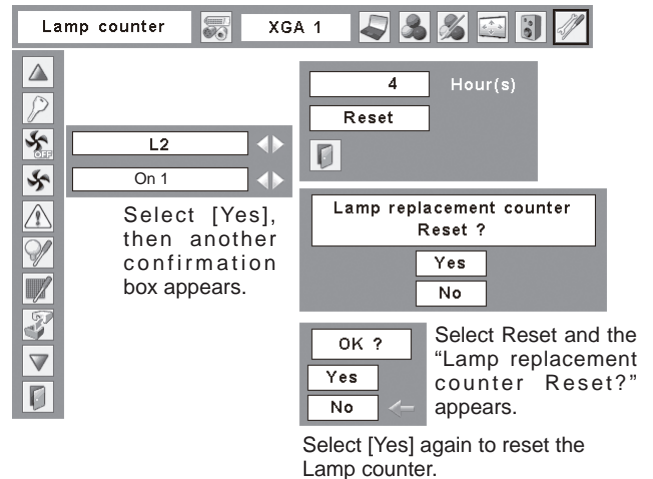 Lamp counter
XGA 1
4 Hour(s)
Reset
OFF
L2
On 1
Select [Yes],
then another
confirmation
box appears.
Lamp replacement counter
Reset ?
Yes
No
OK ?
Yes
No
Select Reset and the
“Lamp replacement
counter Reset?”
appears.
Select [Yes] again to reset the
Lamp counter.